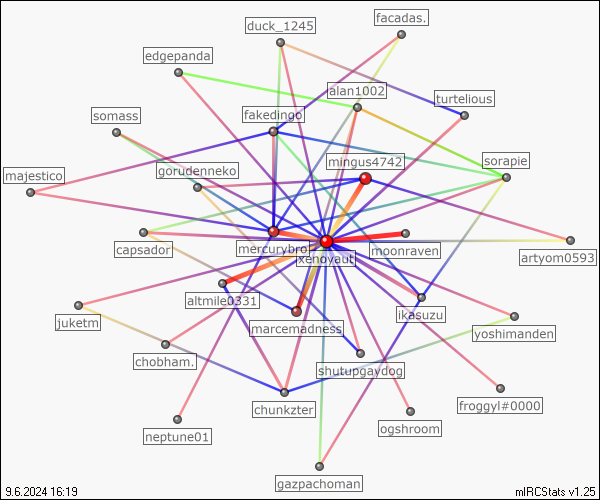 facadas.
duck_1245
edgepanda
alan1002
turtelious
somass
fakedingo
mingus4742
sorapie
majestico
gorudenneko
mercurybro
xenoyaut
moonraven
artyom0593
capsador
altmile0331
marcemadness
ikasuzu
juketm
yoshimanden
chobham.
shutupgaydog
chunkzter
froggyl#0000
neptune01
ogshroom
gazpachoman
9.6.2024 16:19
mIRCStats v1.25